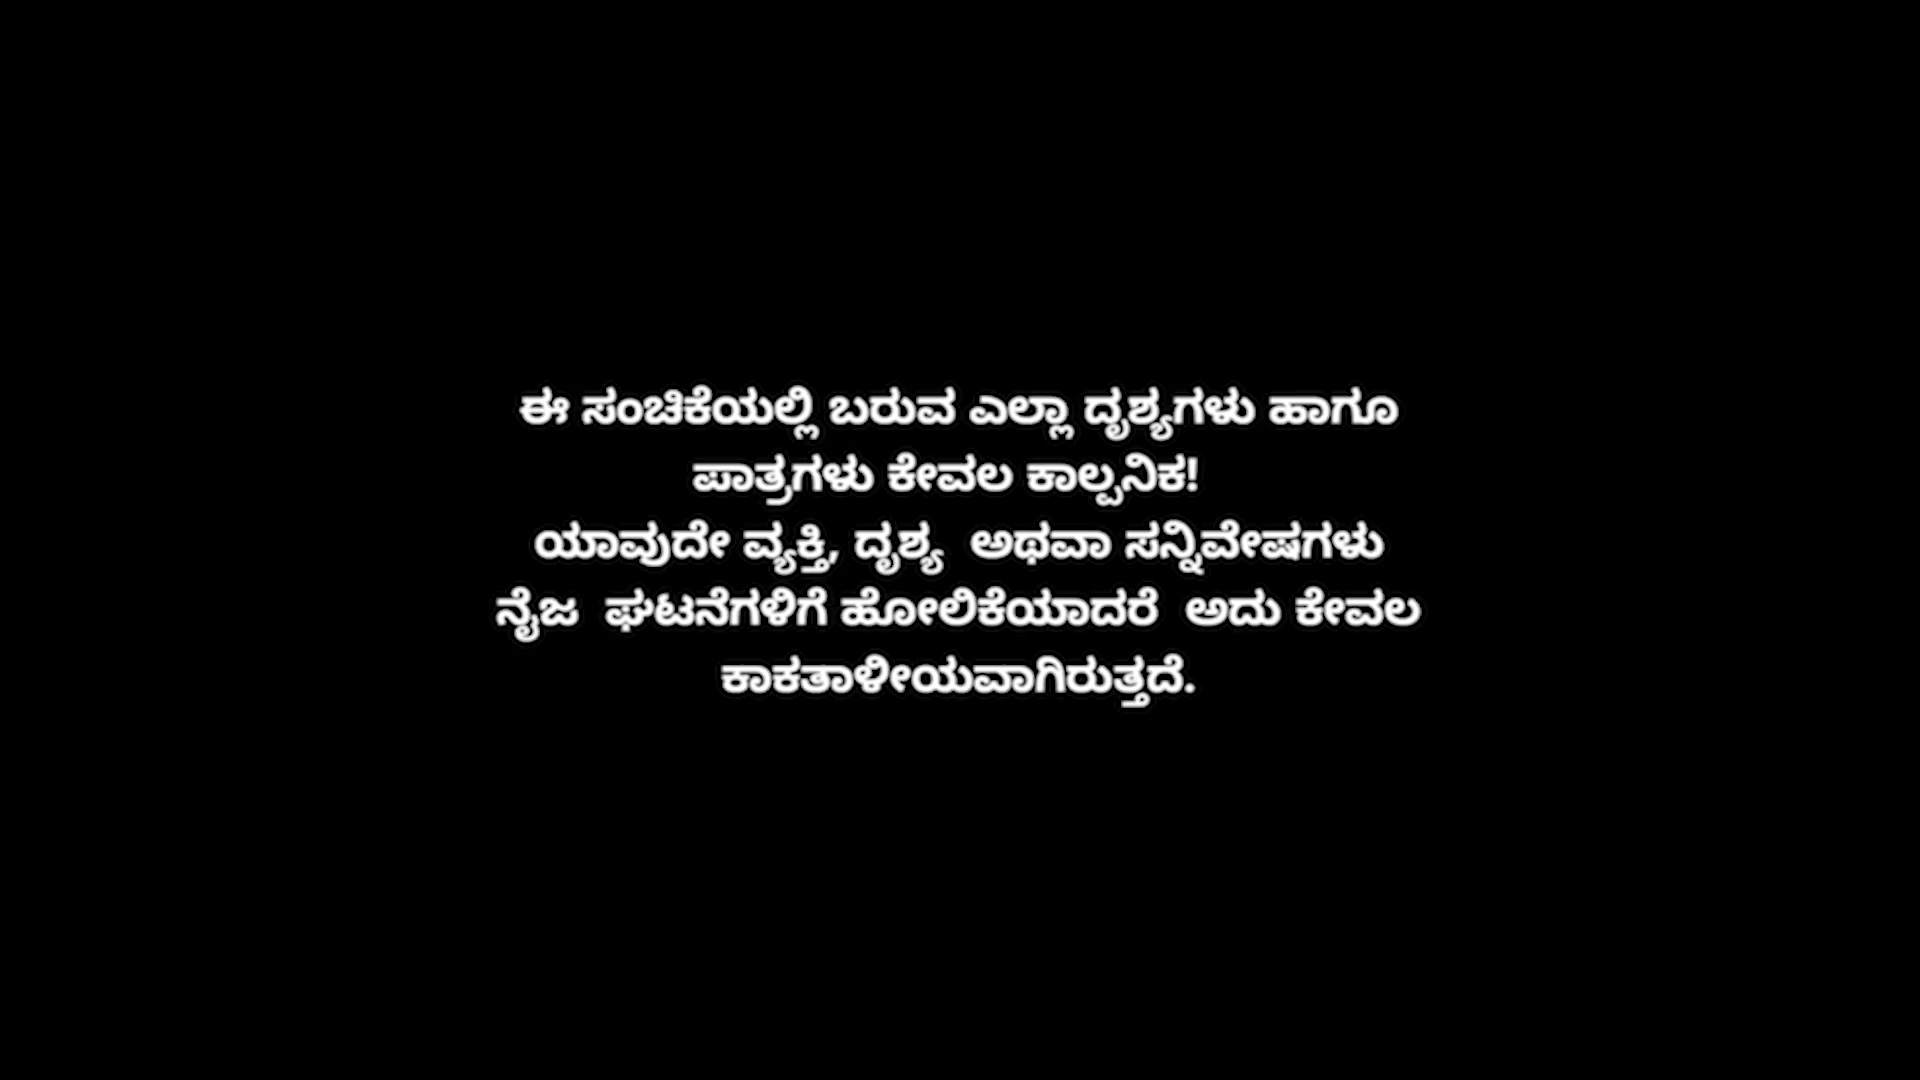 ಈ ಸಂಚಿಕೆಯಲ್ಲಿ ಬರುವ ಎಲ್ಲಾ ದೃಶ್ಯಗಳು ಹಾಗೂ
ಪಾತ್ರಗಳು ಕೇವಲ ಕಾಲ್ಪನಿಕ!
ಯಾವುದೇ ವ್ಯಕ್ತಿ, ದೃಶ್ಯ ಅಥವಾ ಸನ್ನಿವೇಷಗಳು
ನೈಜ ಘಟನೆಗಳಿಗೆ ಹೋಲಿಕೆಯಾದರೆ ಅದು ಕೇವಲ
ಕಾಕತಾಳೀಯವಾಗಿರುತ್ತದೆ.